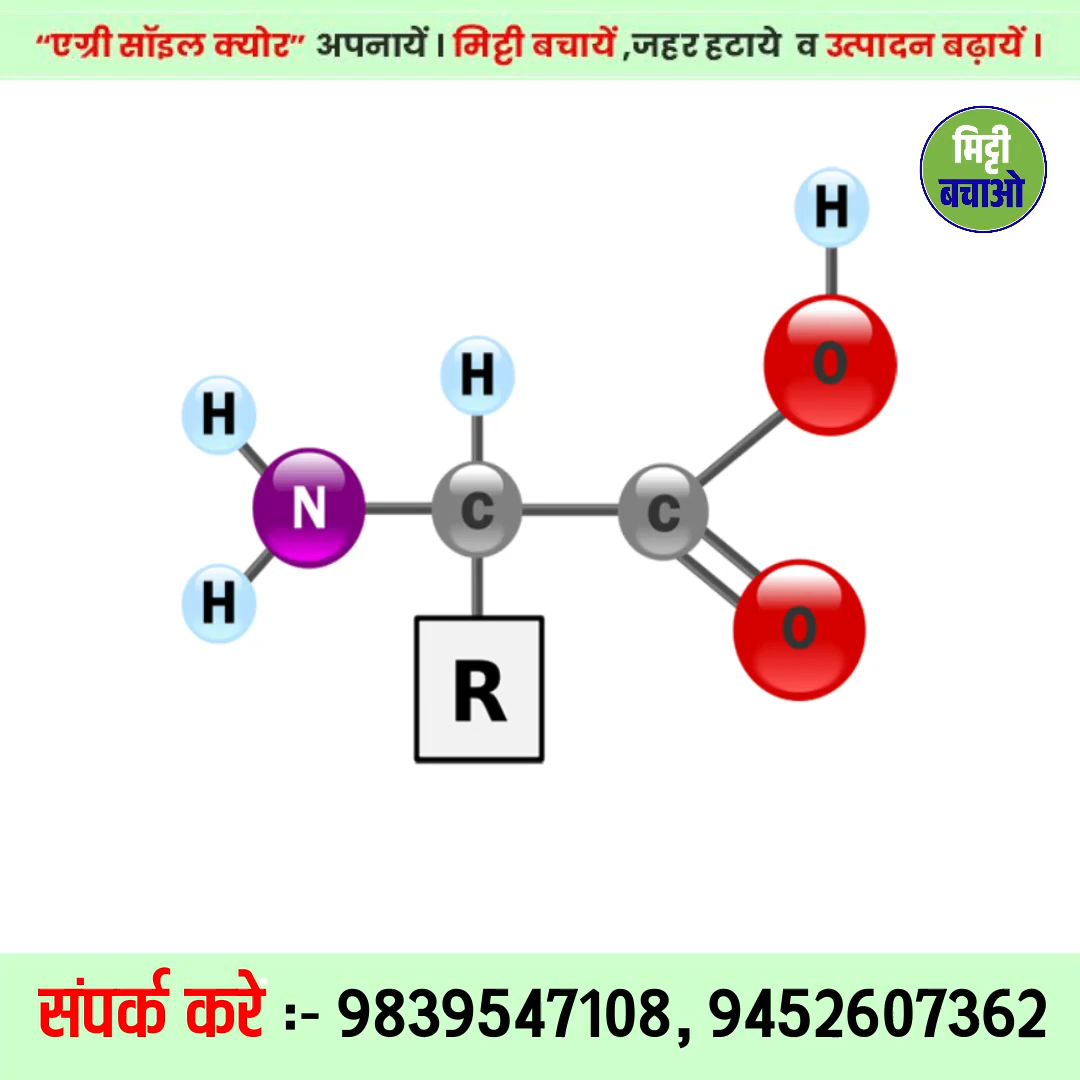 “एग्री सॉइल क्योर” अपनायें । मिट्टी बचायें ,जहर हटाये व उत्पादन बढ़ायें ।
मिट्टी
बचाओ
H
O
H
H
N
C
C
H
O
R
संपर्क करे :- 9839547108, 9452607362